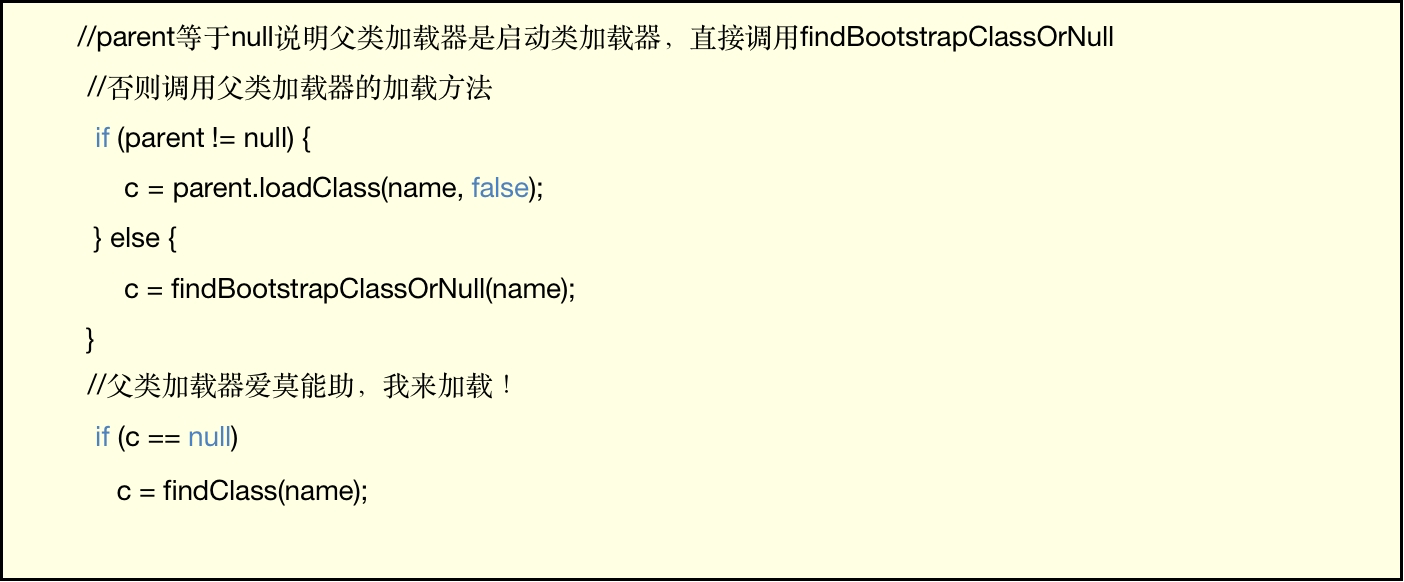 //parent等于null说明父类加载器是启动类加载器，直接调用findBootstrapClassOrNull
//否则调用父类加载器的加载方法
if (parent != null) {
c = parent.loadClass(name, false);
} else {
c = findBootstrapClassOrNull(name);
}
//父类加载器爱莫能助，我来加载！
if (c == null)
c = findClass(name);